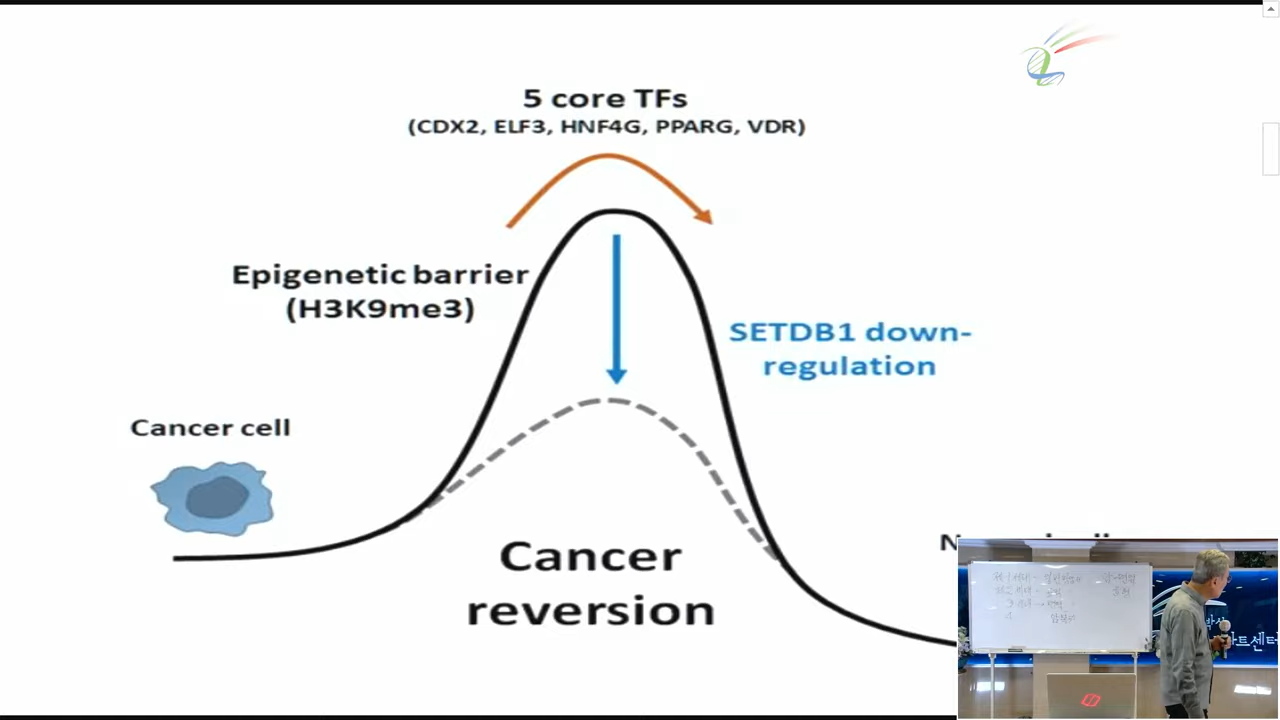 5 core TFs
(CDX2, ELF3, HNF4G, PPARG, VDR)
Epigenetic barrier
(H3K9me3)
SETDB1 down-
regulation
Cancer cell
Cancer
reversion